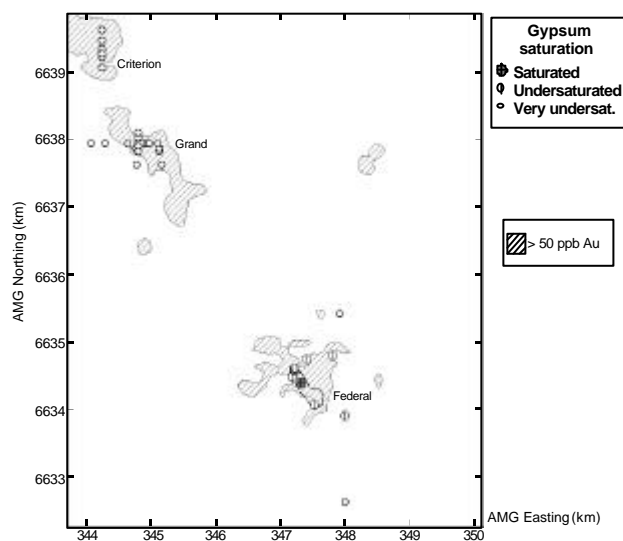 Gypsum
saturation
Saturated
Undersaturated
Very undersat.
> 50 ppb Au
Criterion
Grand
Federal
AMG Northing (km)
6639
6638
6637
6636
6635
6634
6633
344 345 346 347 348 349 350
AMG Easting (km)